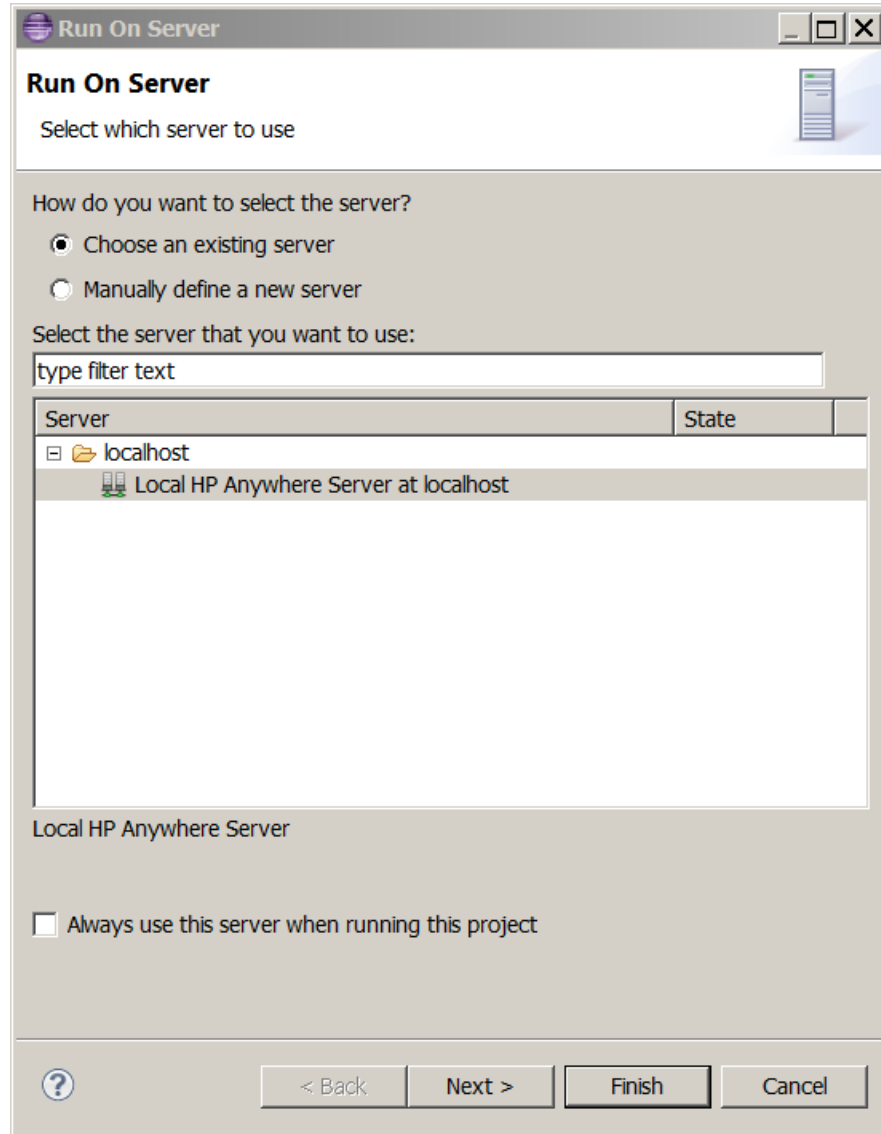 Run On Server
Run On Server
Select which server to use
How do you want to select the server?
Choose an existing server
Manually define a new server
Select the server that you want to use:
type filter text
Server State
localhost
Local HP Anywhere Server at localhost
Local HP Anywhere Server
Always use this server when running this project
? < Back Next > Finish Cancel